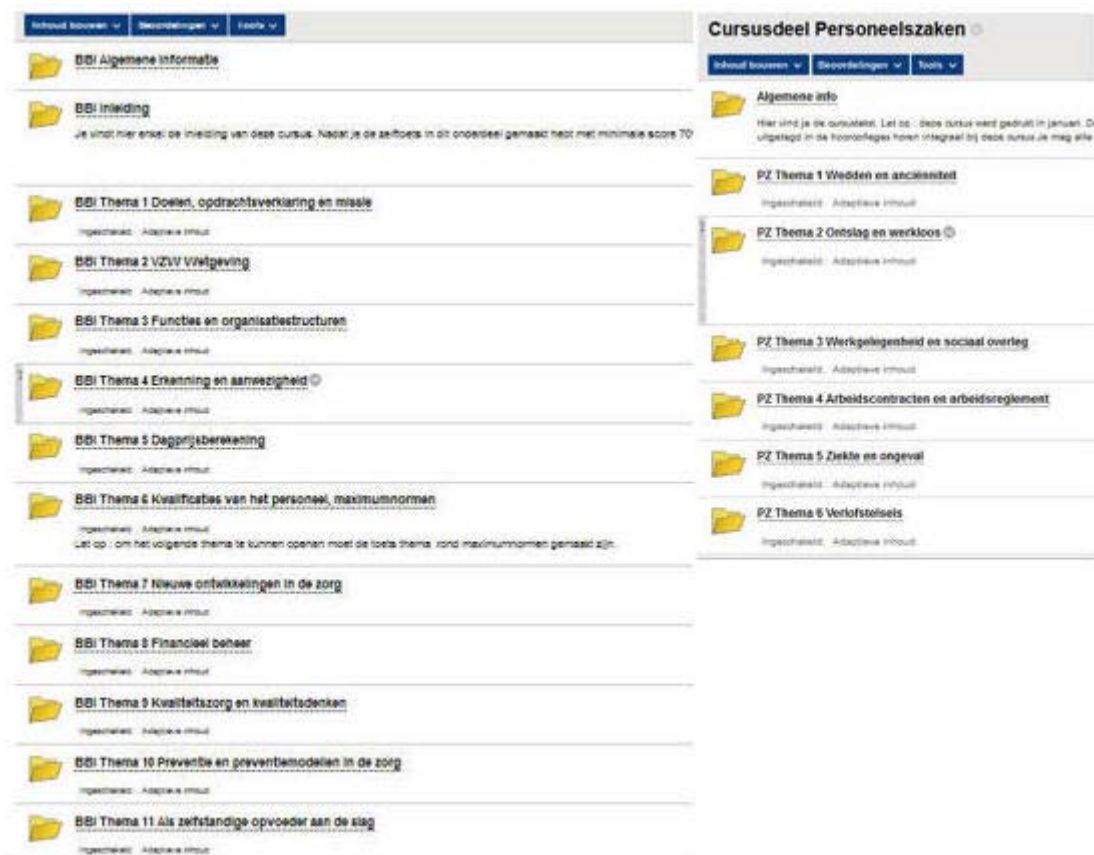 Inhoud bouwen Beoordelingen Tools
BBI Algemene informatie
BBI Inleiding
Je vindt hier enkel de inleiding van deze cursus. Nadat je de zelftoets in dit onderdeel gemaakt hebt met minimale score 70
BBI Thema 1 Doelen, opdrachtsverklaring en missie
Ingeschakeld: Adaptieve inhoud
BBI Thema 2 VZW Wetgeving
Ingeschakeld: Adaptieve inhoud
BBI Thema 3 Functies en organisatiestructuren
Ingeschakeld: Adaptieve inhoud
BBI Thema 4 Erkenning en aanwezigheid
Ingeschakeld: Adaptieve inhoud
BBI Thema 5 Dagprijsberekening
Ingeschakeld: Adaptieve inhoud
BBI Thema 6 Kwalificaties van het personeel, maximumnormen
Ingeschakeld: Adaptieve inhoud
Let op : om het volgende thema te kunnen openen moet de toets thema rond maximumnormen gemaakt zijn.
BBI Thema 7 Nieuwe ontwikkelingen in de zorg
Ingeschakeld: Adaptieve inhoud
BBI Thema 8 Financieel beheer
Ingeschakeld: Adaptieve inhoud
BBI Thema 9 Kwaliteitszorg en kwaliteitsdenken
Ingeschakeld: Adaptieve inhoud
BBI Thema 10 Preventie en preventiemodellen in de zorg
Ingeschakeld: Adaptieve inhoud
BBI Thema 11 Als zelfstandige opvoeder aan de slag
Ingeschakeld: Adaptieve inhoud
Cursusdeel Personeelszaken
Inhoud bouwen Beoordelingen Tools
Algemene info
Hier vind je de cursustekst. Let op : deze cursus werd gedrukt in januari. De
uitgelegd in de hoorcolleges horen integraal bij deze cursus. Je mag alle
PZ Thema 1 Wedden en anciënniteit
Ingeschakeld: Adaptieve inhoud
PZ Thema 2 Ontslag en werkloos
Ingeschakeld: Adaptieve inhoud
PZ Thema 3 Werkgelegenheid en sociaal overleg
Ingeschakeld: Adaptieve inhoud
PZ Thema 4 Arbeidscontracten en arbeidsreglement
Ingeschakeld: Adaptieve inhoud
PZ Thema 5 Ziekte en ongeval
Ingeschakeld: Adaptieve inhoud
PZ Thema 6 Verlofstelsels
Ingeschakeld: Adaptieve inhoud